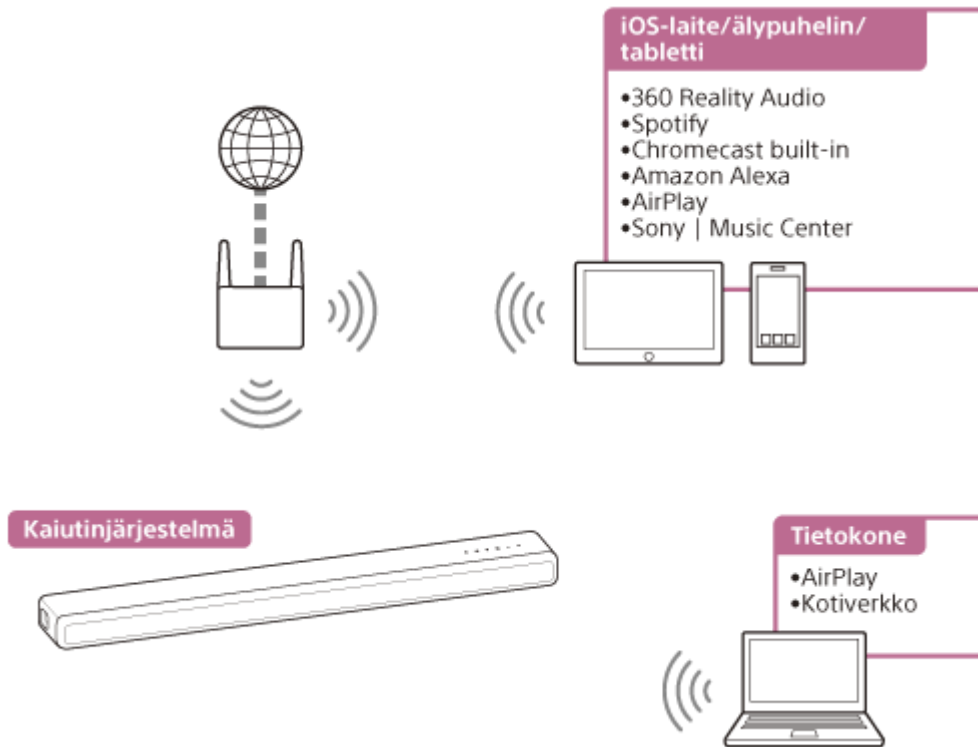 iOS-laite/älypuhelin/
tabletti
•360 Reality Audio
•Spotify
•Chromecast built-in
•Amazon Alexa
•AirPlay
•Sony | Music Center
Kaiutinjärjestelmä
Tietokone
•AirPlay
•Kotiverkko